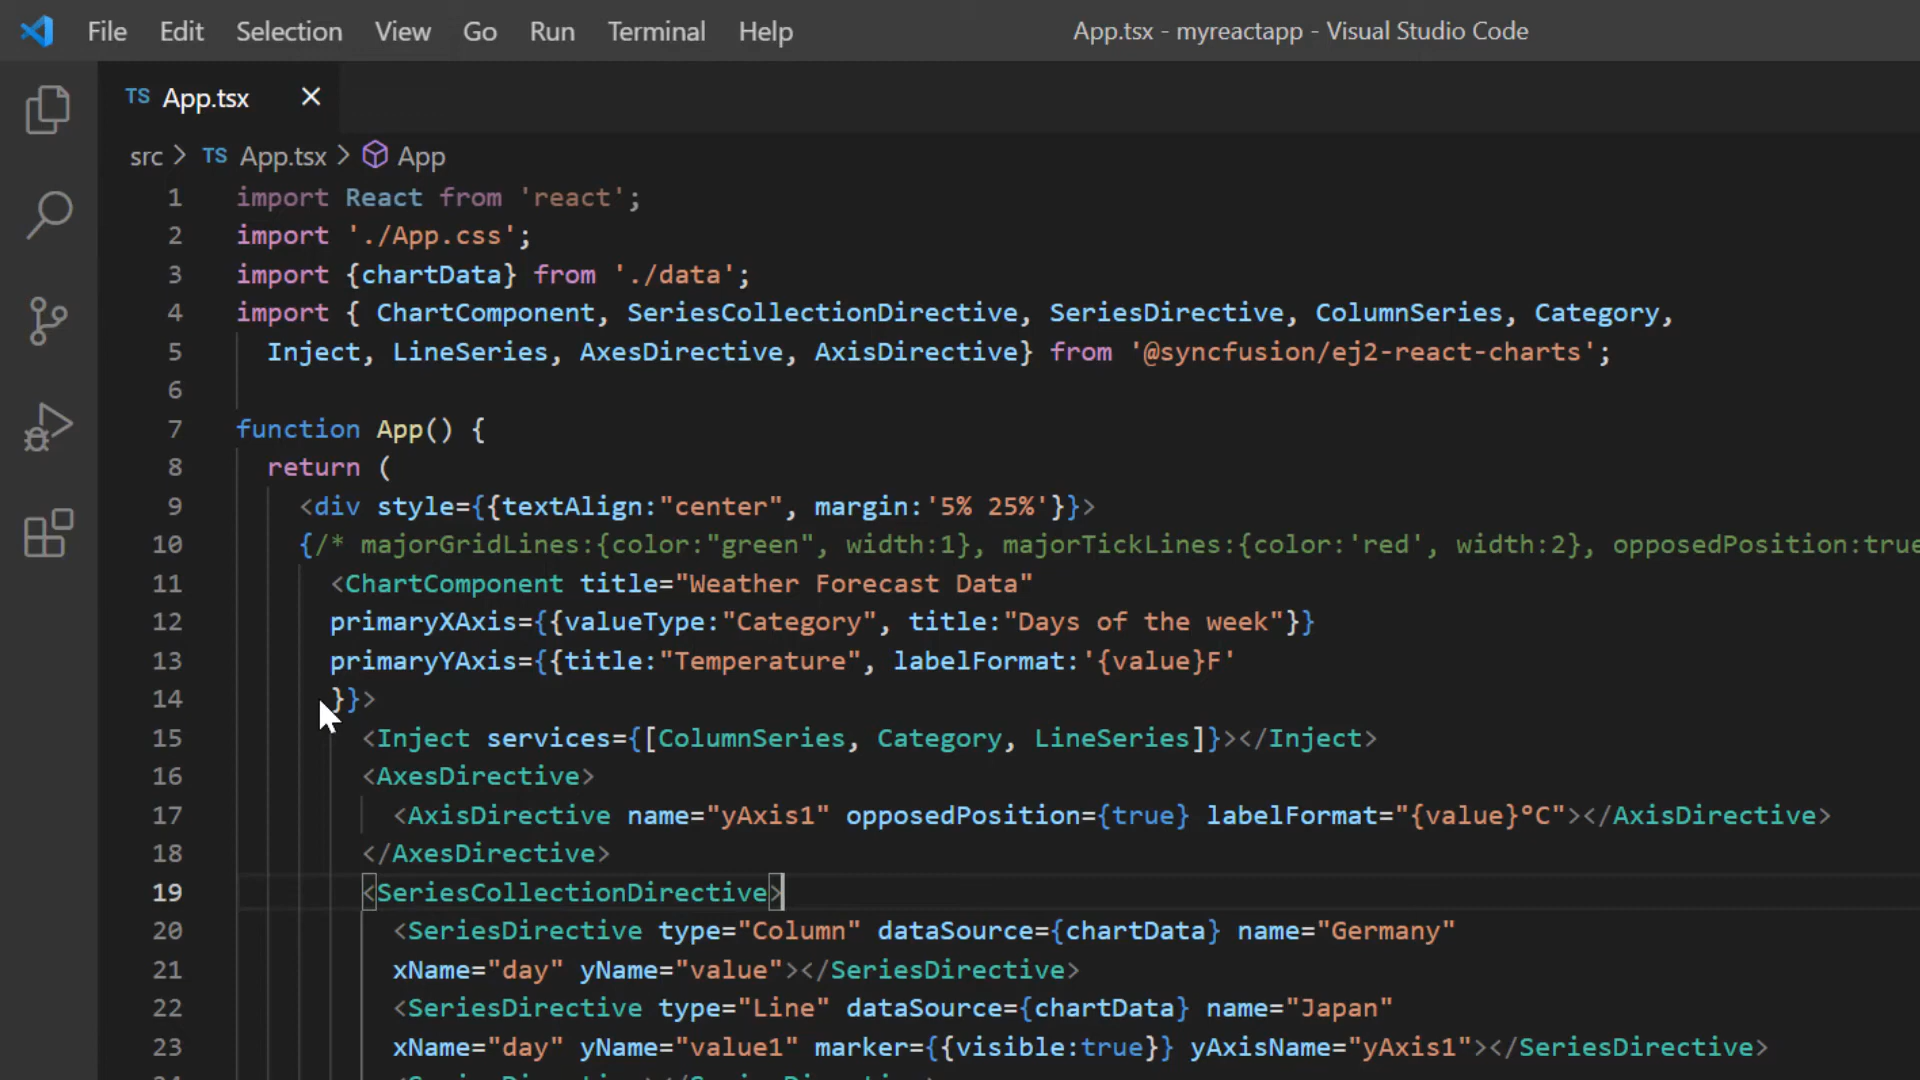 File Edit Selection View Go Run Terminal Help App.tsx - myreactapp - Visual Studio Code
TS App.tsx
src > TS App.tsx > App
1 import React from 'react';
2 import './App.css';
3 import {chartData} from './data';
4 import { ChartComponent, SeriesCollectionDirective, SeriesDirective, ColumnSeries, Category,
5 Inject, LineSeries, AxesDirective, AxisDirective} from '@syncfusion/ej2-react-charts';
6
7 function App() {
8 return (
9 <div style={{textAlign:"center", margin:'5% 25%'}}>
10 {/* majorGridLines:{color:"green", width:1}, majorTickLines:{color:'red', width:2}, opposedPosition:true
11 <ChartComponent title="Weather Forecast Data"
12 primaryXAxis={{valueType:"Category", title:"Days of the week"}}
13 primaryYAxis={{title:"Temperature", labelFormat:'{value}F'
14 }}>
15 <Inject services={[ColumnSeries, Category, LineSeries]}></Inject>
16 <AxesDirective>
17 <AxisDirective name="yAxis1" opposedPosition={true} labelFormat="{value}°C"></AxisDirective>
18 </AxesDirective>
19 <SeriesCollectionDirective>
20 <SeriesDirective type="Column" dataSource={chartData} name="Germany"
21 xName="day" yName="value"></SeriesDirective>
22 <SeriesDirective type="Line" dataSource={chartData} name="Japan"
23 xName="day" yName="value1" marker={{visible:true}} yAxisName="yAxis1"></SeriesDirective>